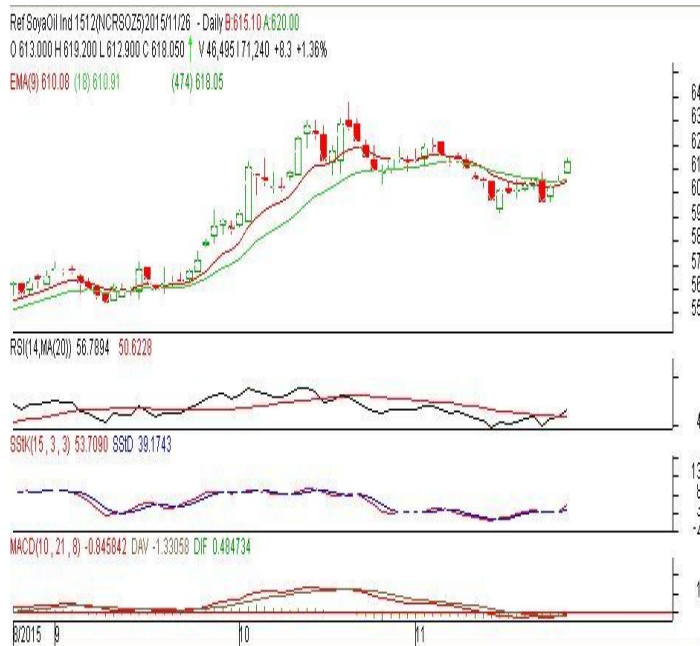 Ref SoyaOil Ind 1512(NCRSOZ5)2015/11/26 - Daily B:615.10 A:620.00
O 613.000 H 619.200 L 612.900 C 618.050 V 46,495 I 71,240 +8.3 +1.36%
EMA(9) 610.08 (18) 610.91 (474) 618.05
RSI(14,MA(20)) 56.7894 50.6228
SStK(15, 3, 3) 53.7090 SStD 39.1743
MACD(10, 21, 8) -0.845842 DAV -1.33058 DIF 0.484734
8/2015 9 10 11